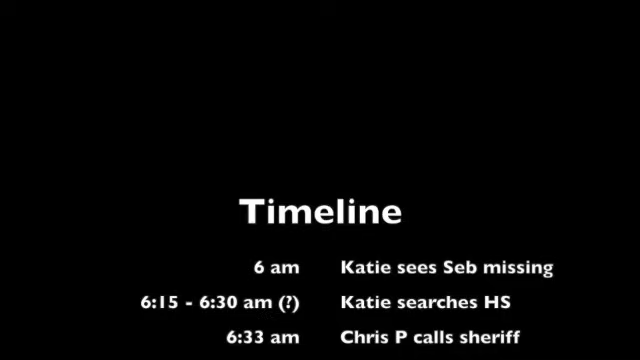 Timeline
6 am Katie sees Seb missing
6:15 - 6:30 am (?) Katie searches HS
6:33 am Chris P calls sheriff